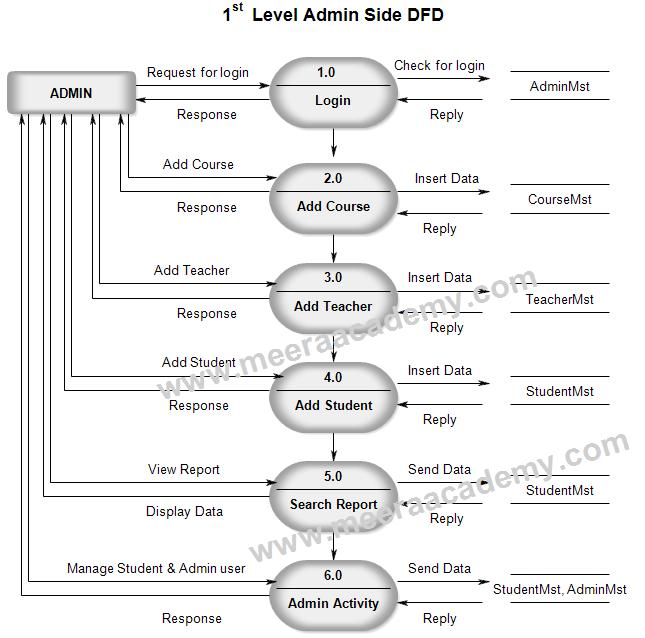 1st Level Admin Side DFD
ADMIN
Request for login
Response
1.0
Login
Check for login
Reply
AdminMst
Add Course
Response
2.0
Add Course
Insert Data
Reply
CourseMst
Add Teacher
Response
3.0
Add Teacher
Insert Data
Reply
TeacherMst
Add Student
Response
4.0
Add Student
Insert Data
Reply
StudentMst
View Report
Display Data
5.0
Search Report
Send Data
Reply
StudentMst
Manage Student & Admin user
Response
6.0
Admin Activity
Send Data
Reply
StudentMst, AdminMst
www.meeraacademy.com
www.meeraacademy.com